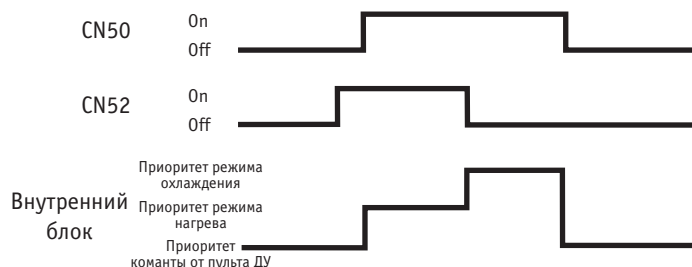 CN50
On
Off
CN52
On
Off
Внутренний
блок
Приоритет режима
охлаждения
Приоритет режима
нагрева
Приоритет
команты от пульта ДУ